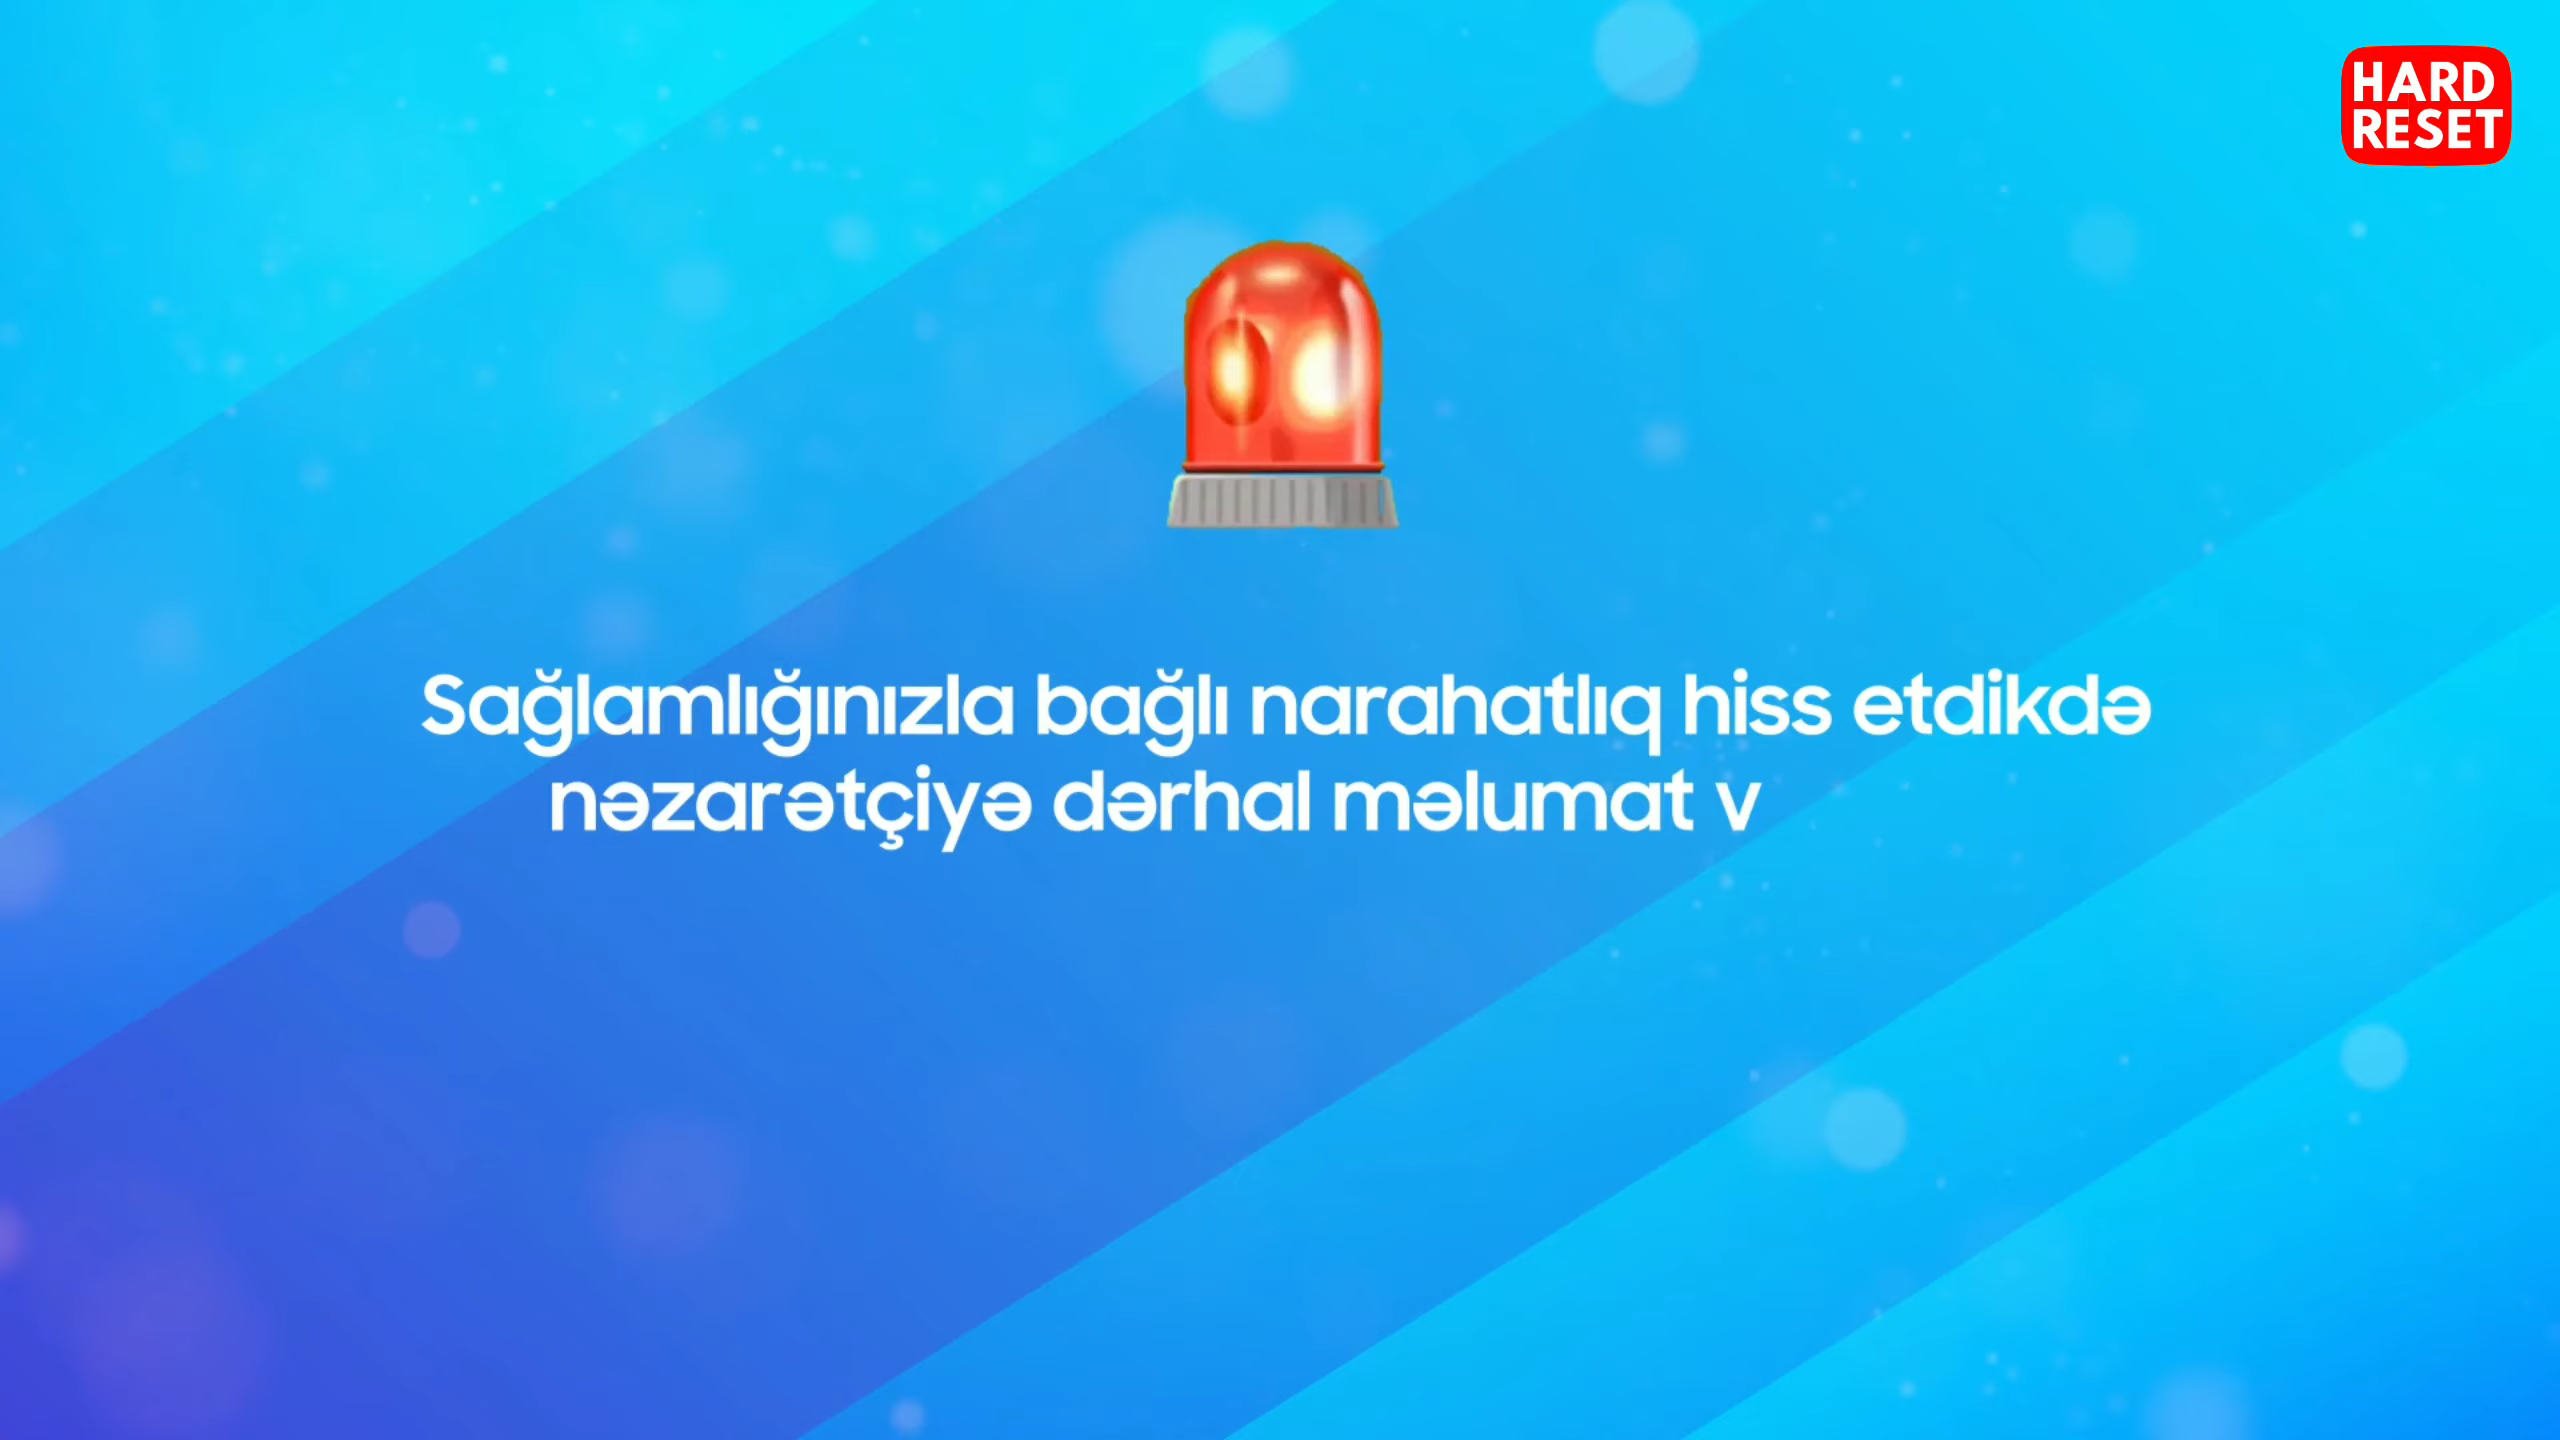 HARD
RESET
Sağlamlığınızla bağlı narahatlıq hiss etdikdə
nəzarətçiyə dərhal məlumat v